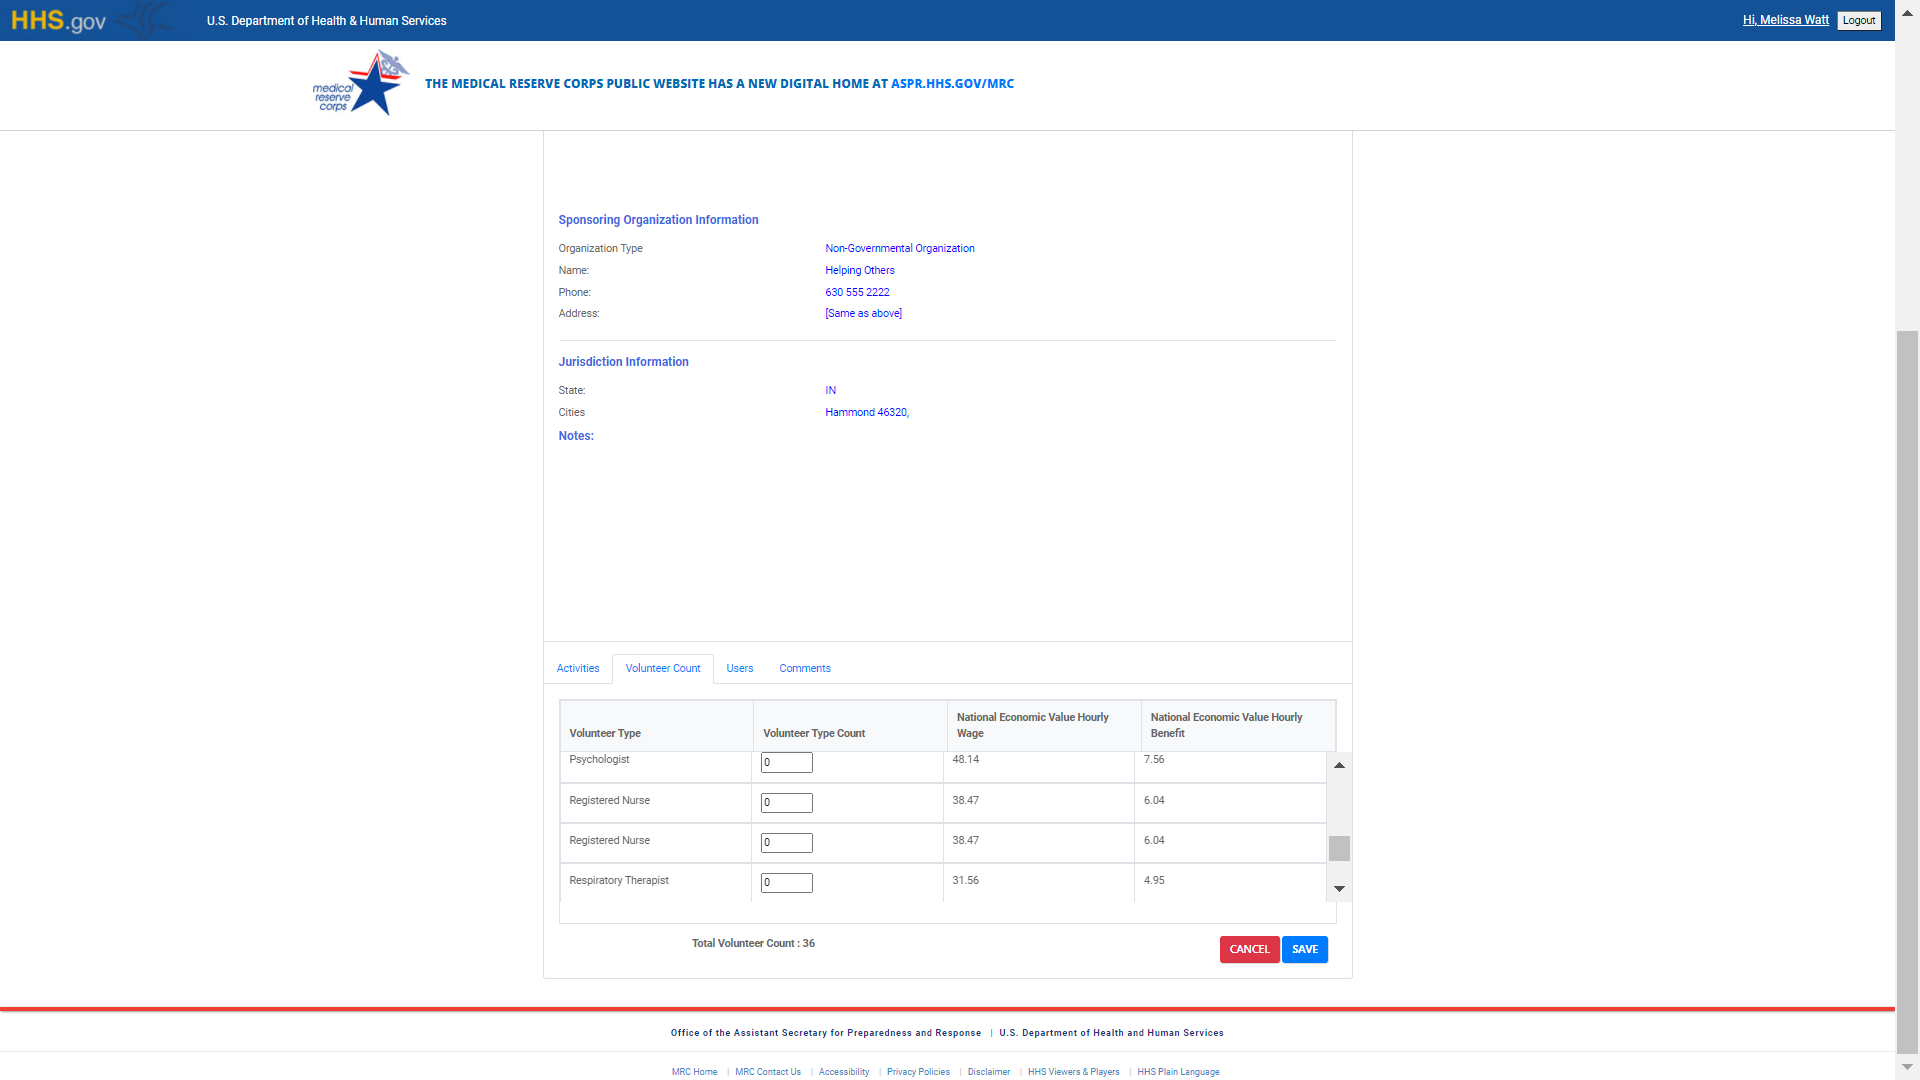 HHS.gov
U.S. Department of Health & Human Services
Hi, Melissa Watt
Logout
medical
reserve
corps
THE MEDICAL RESERVE CORPS PUBLIC WEBSITE HAS A NEW DIGITAL HOME AT ASPR.HHS.GOV/MRC
Sponsoring Organization Information
Organization Type Non-Governmental Organization
Name: Helping Others
Phone: 630 555 2222
Address: [Same as above]
Jurisdiction Information
State: IN
Cities Hammond 46320,
Notes:
Activities Volunteer Count Users Comments
Volunteer Type
Volunteer Type Count
National Economic Value Hourly
Wage
National Economic Value Hourly
Benefit
Psychologist 0 48.14 7.56
Registered Nurse 0 38.47 6.04
Registered Nurse 0 38.47 6.04
Respiratory Therapist 0 31.56 4.95
Total Volunteer Count : 36
CANCEL SAVE
Office of the Assistant Secretary for Preparedness and Response | U.S. Department of Health and Human Services
MRC Home | MRC Contact Us | Accessibility | Privacy Policies | Disclaimer | HHS Viewers & Players | HHS Plain Language